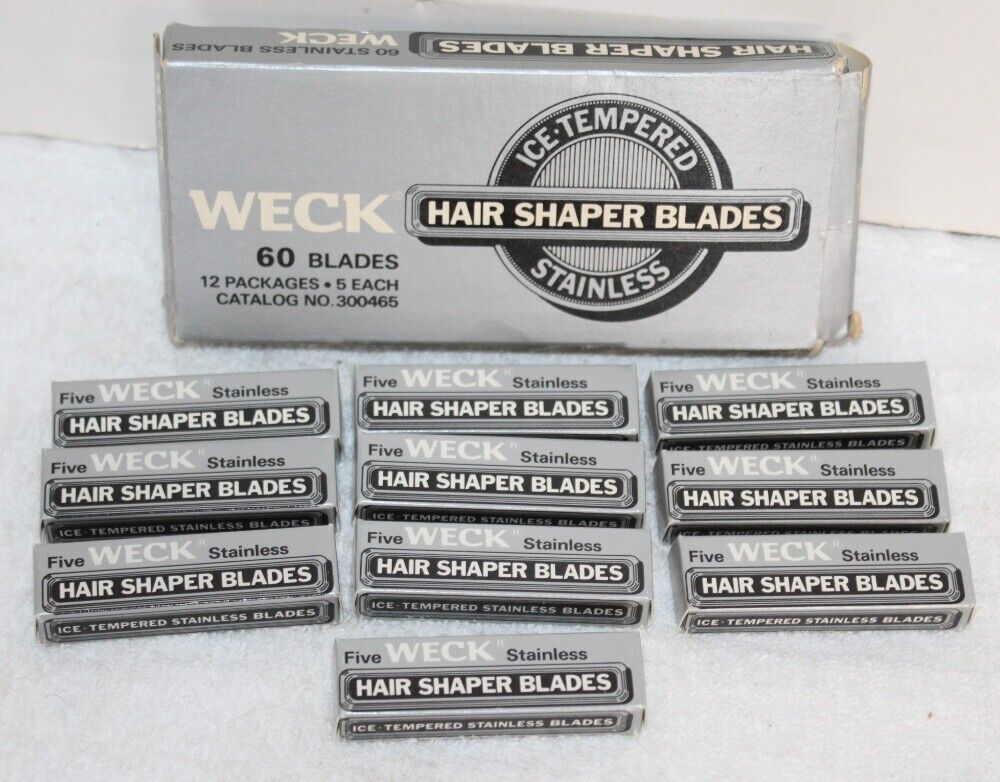 60 STAINLESS BLADES
WECK
HAIR SHAPER BLADES
WECK
60 BLADES
12 PACKAGES • 5 EACH
CATALOG NO. 300465
ICE·TEMPERED
HAIR SHAPER BLADES
STAINLESS
Five WECK® Stainless
HAIR SHAPER BLADES
Five WECK® Stainless
HAIR SHAPER BLADES
Five WECK® Stainless
HAIR SHAPER BLADES
ICE·TEMPERED STAINLESS BLADES
Five WECK Stainless
HAIR SHAPER BLADES
ICE·TEMPERED STAINLESS BLADES
Five WECK® Stainless
HAIR SHAPER BLADES
ICE·TEMPERED STAINLESS BLADES
Five WECK® Stainless
HAIR SHAPER BLADES
Five WECK® Stainless
HAIR SHAPER BLADES
ICE·TEMPERED STAINLESS BLADES
Five WECK® Stainless
HAIR SHAPER BLADES
ICE·TEMPERED STAINLESS BLADES
Five WECK® Stainless
HAIR SHAPER BLADES
ICE·TEMPERED STAINLESS BLADES
Five WECK® Stainless
HAIR SHAPER BLADES
ICE·TEMPERED STAINLESS BLADES